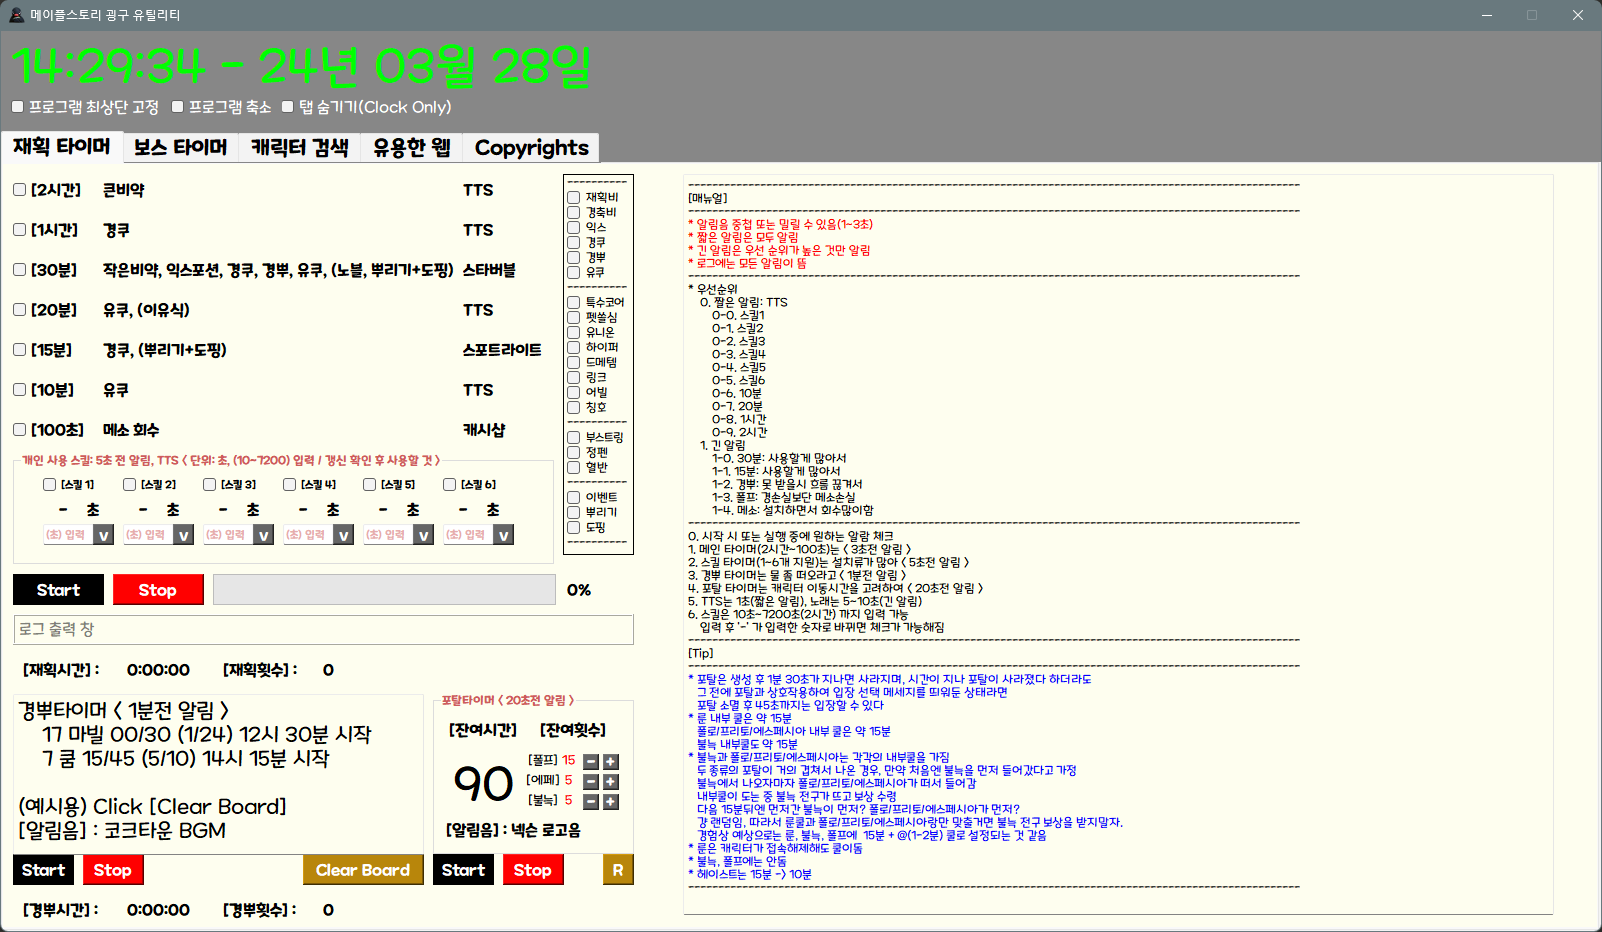 메이플스토리 굉구 유틸리티
14:29:34 - 24년 03월 28일
프로그램 최상단 고정 프로그램 축소 탭 숨기기(Clock Only)
재획 타이머 보스 타이머 캐릭터 검색 유용한 웹 Copyrights
[2시간] 큰비약 TTS
[1시간] 경쿠 TTS
[30분] 작은비약, 익스포션, 경쿠, 경뿌, 유쿠, (노블, 뿌리기+도핑) 스타버블
[20분] 유쿠, (이유식) TTS
[15분] 경쿠, (뿌리기+도핑) 스포트라이트
[10분] 유쿠 TTS
[100초] 메소 회수 캐시샵
개인 사용 스킬: 5초 전 알림, TTS < 단위: 초, (10~7200) 입력 / 갱신 확인 후 사용할 것 >
[스킬 1] [스킬 2] [스킬 3] [스킬 4] [스킬 5] [스킬 6]
- 초 - 초 - 초 - 초 - 초 - 초
(초) 입력 v (초) 입력 v (초) 입력 v (초) 입력 v (초) 입력 v (초) 입력 v
Start Stop 0%
로그 출력 창
[재획시간] : 0:00:00 [재획횟수] : 0
경뿌타이머 < 1분전 알림 >
17 마빌 00/30 (1/24) 12시 30분 시작
7 쿰 15/45 (5/10) 14시 15분 시작
(예시용) Click [Clear Board]
[알림음] : 코크타운 BGM
Start Stop Clear Board
[경뿌시간] : 0:00:00 [경뿌횟수] : 0
포탈타이머 < 20초전 알림 >
[잔여시간] [잔여횟수]
90
[폴프] 15 - +
[에페] 5 - +
[불늑] 5 - +
[알림음] : 넥슨 로고음
Start Stop R
----------
재획비
경축비
익스
경쿠
경뿌
유쿠
----------
특수코어
펫쓸심
유니온
하이퍼
드메템
링크
어빌
칭호
----------
부스트링
정펜
혈반
----------
이벤트
뿌리기
도핑
----------
[매뉴얼]
* 알림음 중첩 또는 밀릴 수 있음(1~3초)
* 짧은 알림은 모두 알림
* 긴 알림은 우선 순위가 높은 것만 알림
* 로그에는 모든 알림이 뜸
* 우선순위
0. 짧은 알림: TTS
0-0. 스킬1
0-1. 스킬2
0-2. 스킬3
0-3. 스킬4
0-4. 스킬5
0-5. 스킬6
0-6. 10분
0-7. 20분
0-8. 1시간
0-9. 2시간
1. 긴 알림
1-0. 30분: 사용할게 많아서
1-1. 15분: 사용할게 많아서
1-2. 경뿌: 못 받을시 흐름 끊겨서
1-3. 폴프: 경손실보단 메소손실
1-4. 메소: 설치하면서 회수많이함
0. 시작 시 또는 실행 중에 원하는 알람 체크
1. 메인 타이머(2시간~100초)는 < 3초전 알림 >
2. 스킬 타이머(1~6개 지원)는 설치류가 많아 < 5초전 알림 >
3. 경뿌 타이머는 물 좀 떠오라고 < 1분전 알림 >
4. 포탈 타이머는 캐릭터 이동시간을 고려하여 < 20초전 알림 >
5. TTS는 1초(짧은 알림), 노래는 5~10초(긴 알림)
6. 스킬은 10초~7200초(2시간) 까지 입력 가능
입력 후 '-' 가 입력한 숫자로 바뀌면 체크가 가능해짐
[Tip]
* 포탈은 생성 후 1분 30초가 지나면 사라지며, 시간이 지나 포탈이 사라졌다 하더라도
그 전에 포탈과 상호작용하여 입장 선택 메세지를 띄워둔 상태라면
포탈 소멸 후 45초까지는 입장할 수 있다
* 룬 내부 쿨은 약 15분
폴로/프리토/에스페시아 내부 쿨은 약 15분
불늑 내부쿨도 약 15분
* 불늑과 폴로/프리토/에스페시아는 각각의 내부쿨을 가짐
두 종류의 포탈이 거의 겹쳐서 나온 경우, 만약 처음엔 불늑을 먼저 들어갔다고 가정
불늑에서 나오자마자 폴로/프리토/에스페시아가 떠서 들어감
내부쿨이 도는 중 불늑 전구가 뜨고 보상 수령
다음 15분뒤엔 먼저간 불늑이 먼저? 폴로/프리토/에스페시아가 먼저?
걍 랜덤임, 따라서 룬쿨과 폴로/프리토/에스페시아랑만 맞출거면 불늑 전구 보상을 받지말자.
경험상 예상으로는 룬, 불늑, 폴프에 15분 + @(1-2분) 쿨로 설정되는 것 같음
* 룬은 캐릭터가 접속해제해도 쿨이돔
* 불늑, 폴프에는 안돔
* 헤이스트는 15분 -> 10분